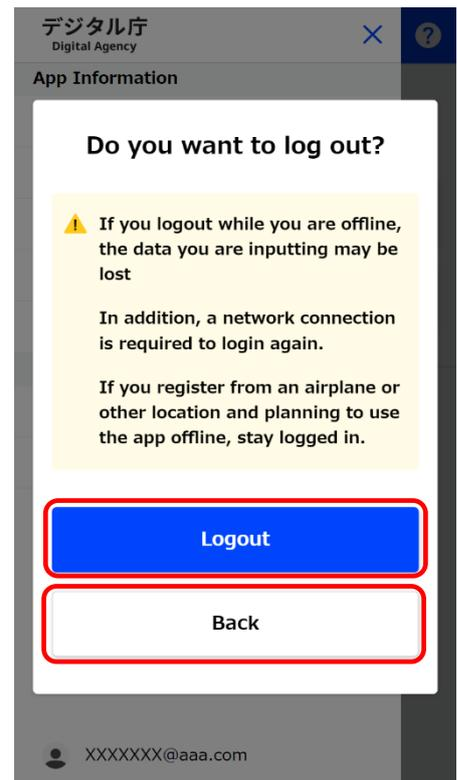 デジタル庁
Digital Agency
?
App Information
Do you want to log out?
If you logout while you are offline,
the data you are inputting may be
lost
In addition, a network connection
is required to login again.
If you register from an airplane or
other location and planning to use
the app offline, stay logged in.
Logout
Back
XXXXXXX@aaa.com